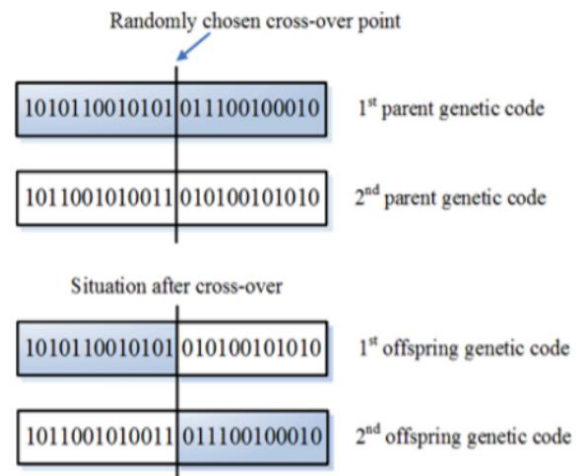 Randomly chosen cross-over point
1010110010101 011100100010 1st parent genetic code
1011001010011 010100101010 2nd parent genetic code
Situation after cross-over
1010110010101 010100101010 1st offspring genetic code
1011001010011 011100100010 2nd offspring genetic code